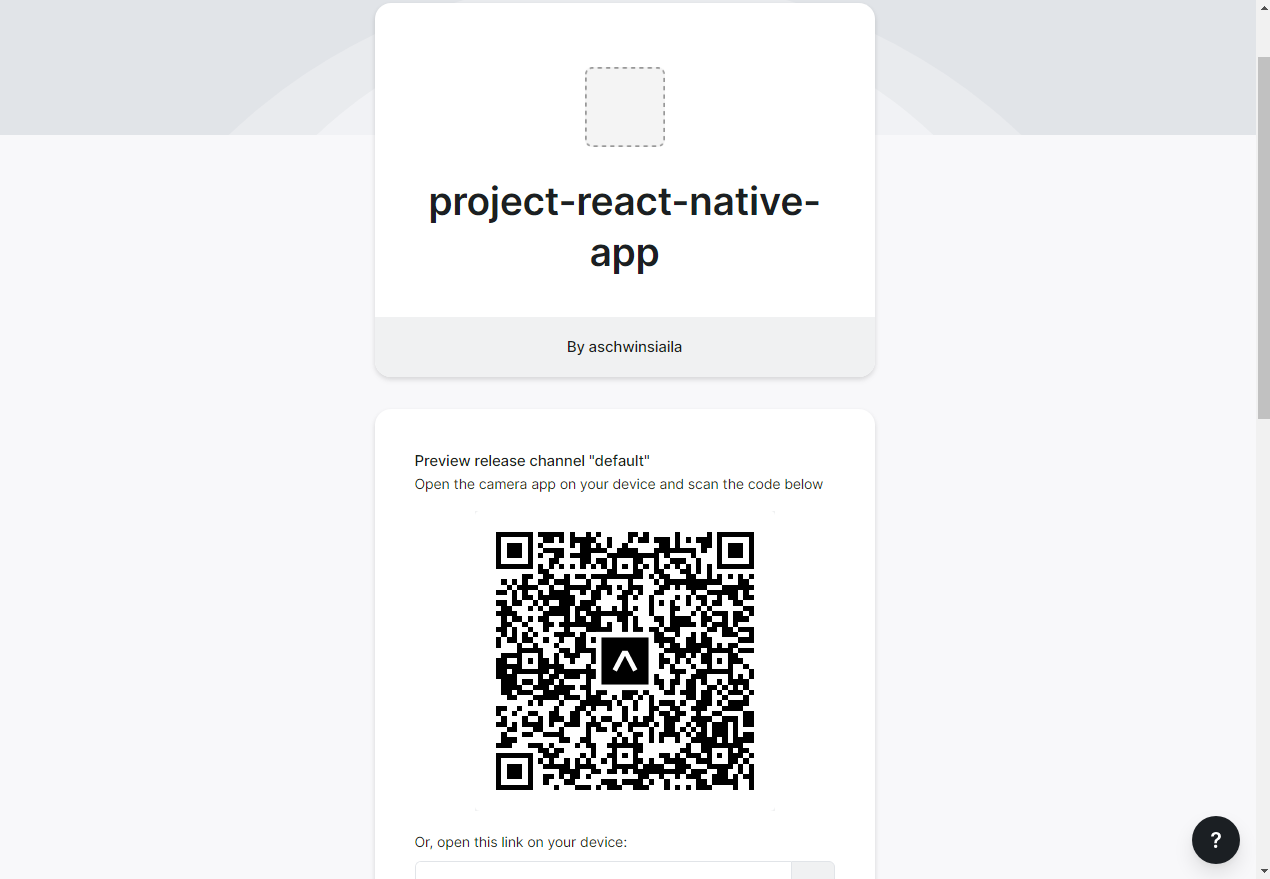 project-react-native-
app
By aschwinsiaila
Preview release channel "default"
Open the camera app on your device and scan the code below
Or, open this link on your device:
?